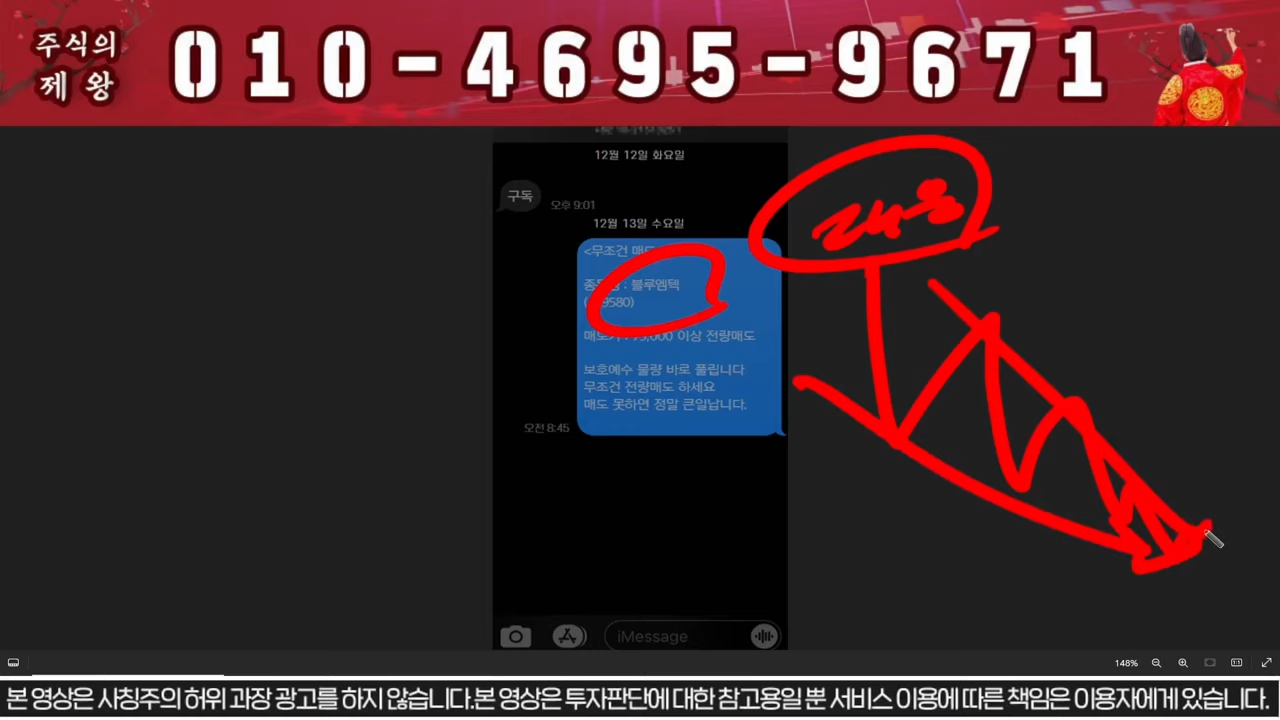 주식의
제왕
010-4695-9671
12월 12일 화요일
구독
오후 9:01
12월 13일 수요일
<무조건 매도
: 블루엠텍
9580)
이상 전량매도
보호예수 물량 바로 풀립니다
무조건 전량매도 하세요
매도 못하면 정말 큰일납니다.
오전 8:45
iMessage
148%
본 영상은 사칭주의 허위 과장 광고를 하지 않습니다.본 영상은 투자판단에 대한 참고용일 뿐 서비스 이용에 따른 책임은 이용자에게 있습니다.